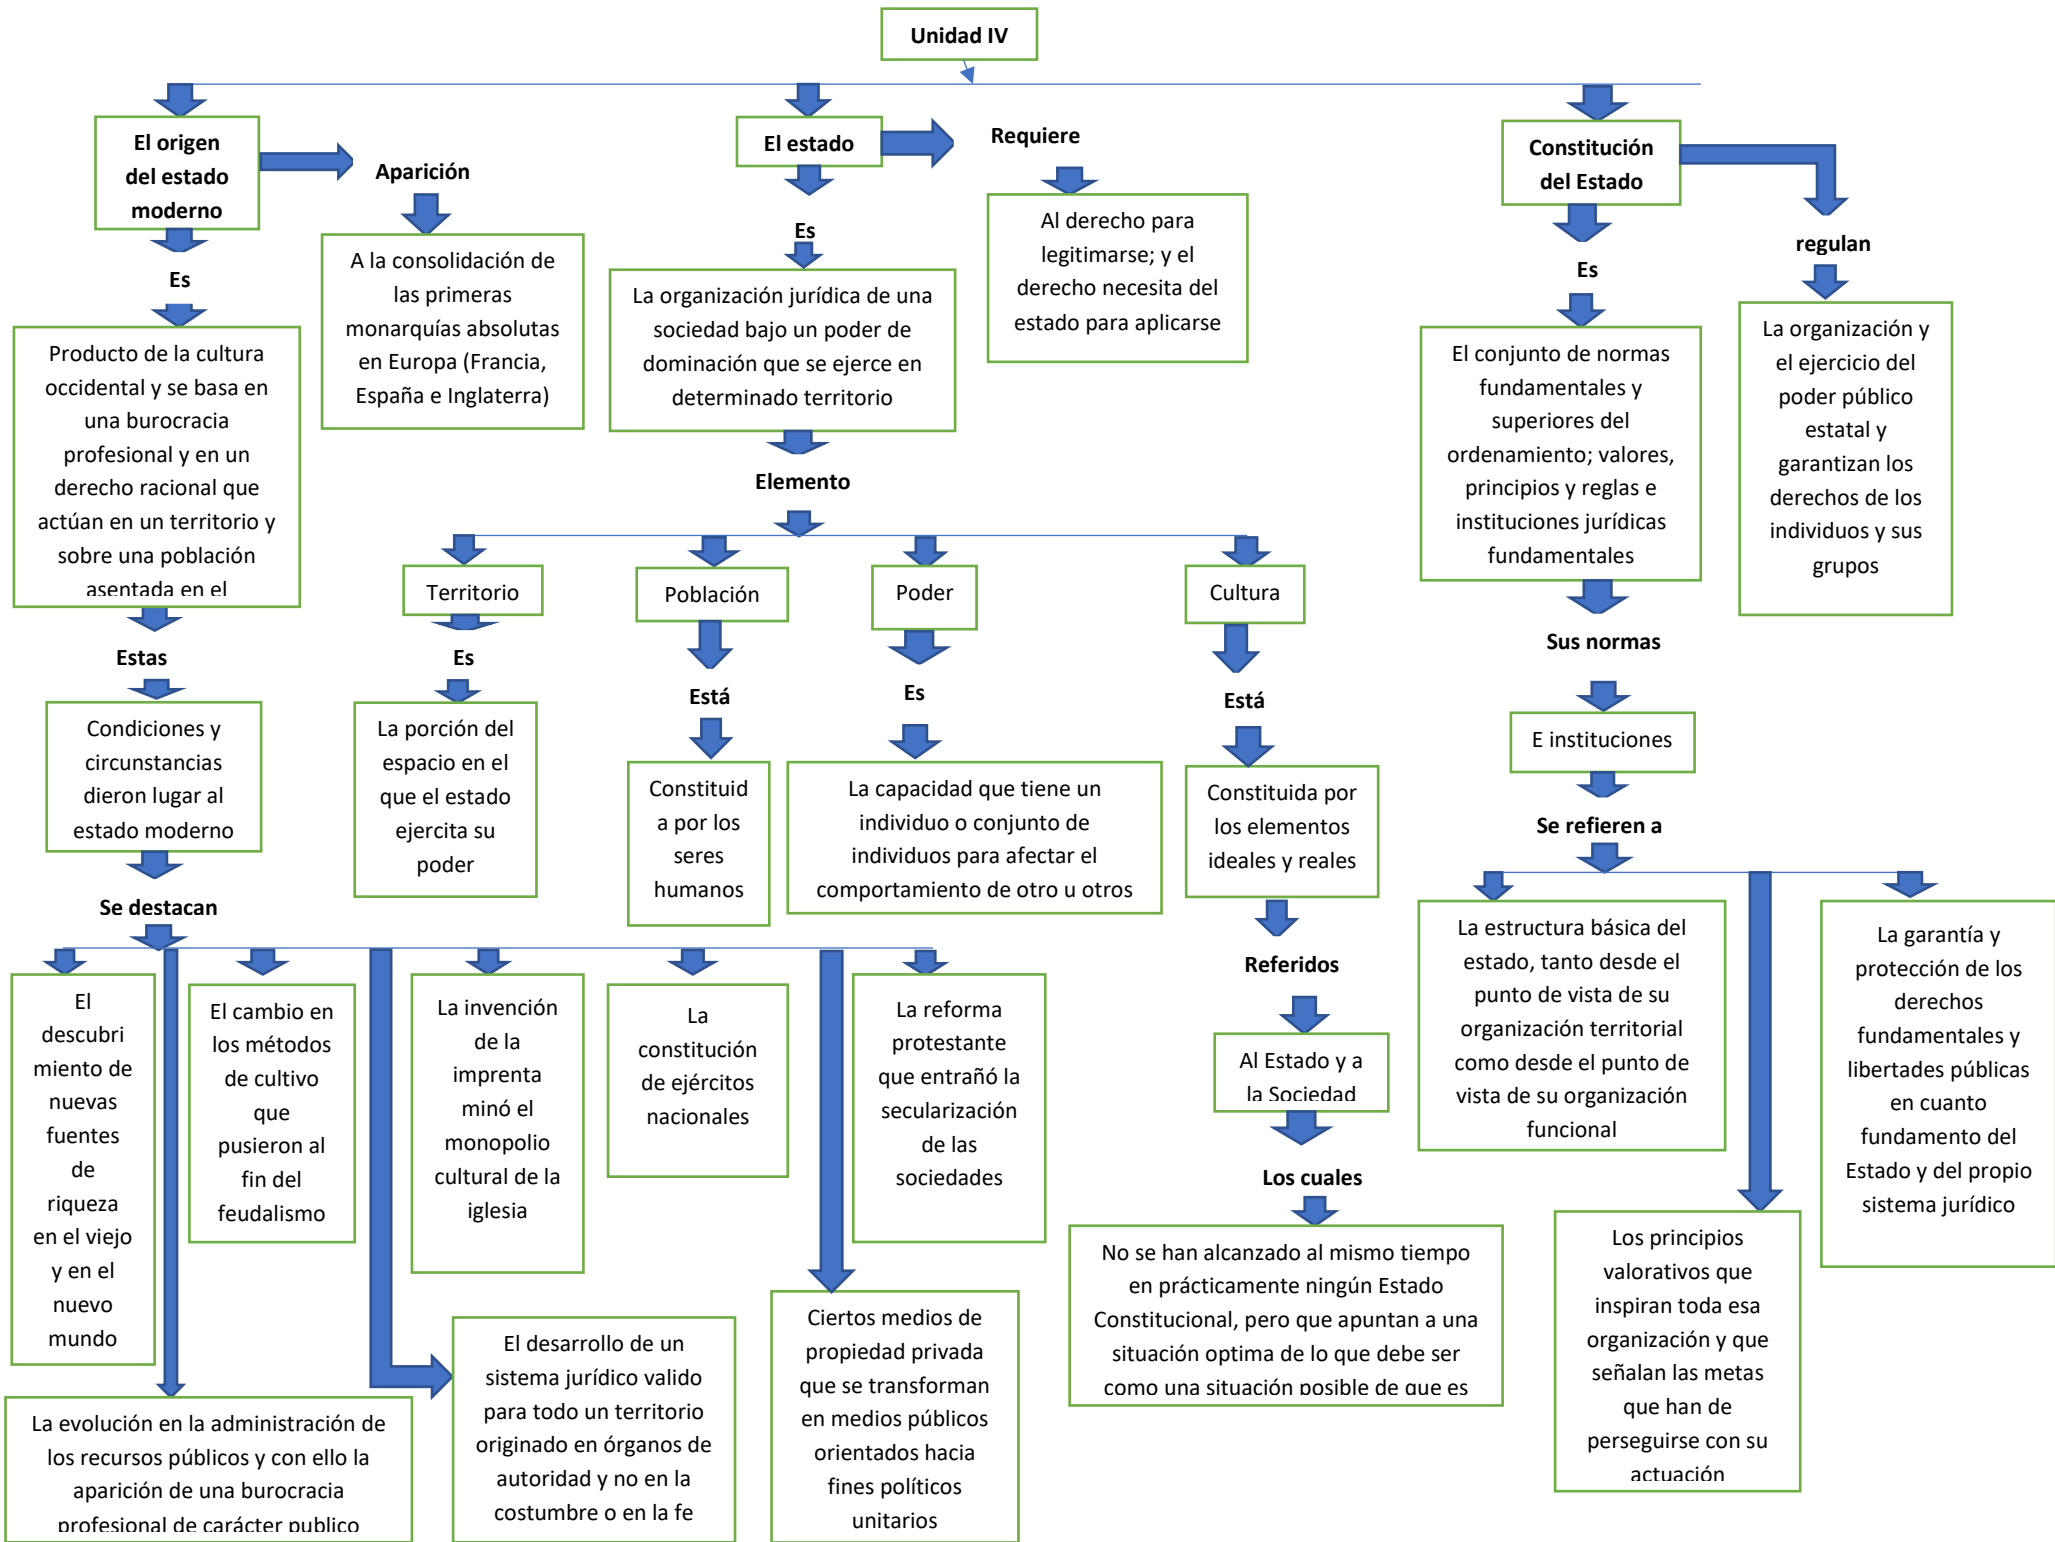 Unidad IV
El origen
del estado
moderno
Aparición
A la consolidación de
las primeras
monarquías absolutas
en Europa (Francia,
España e Inglaterra)
Es
Producto de la cultura
occidental y se basa en
una burocracia
profesional y en un
derecho racional que
actúan en un territorio y
sobre una población
asentada en el
Estas
Condiciones y
circunstancias
dieron lugar al
estado moderno
Se destacan
El
descubri
miento de
nuevas
fuentes
de
riqueza
en el viejo
y en el
nuevo
mundo
La evolución en la administración de
los recursos públicos y con ello la
aparición de una burocracia
profesional de carácter publico
El cambio en
los métodos
de cultivo
que
pusieron al
fin del
feudalismo
El desarrollo de un
sistema jurídico valido
para todo un territorio
originado en órganos de
autoridad y no en la
costumbre o en la fe
La invención
de la
imprenta
minó el
monopolio
cultural de la
iglesia
La
constitución
de ejércitos
nacionales
Ciertos medios de
propiedad privada
que se transforman
en medios públicos
orientados hacia
fines políticos
unitarios
La reforma
protestante
que entrañó la
secularización
de las
sociedades
El estado
Requiere
Al derecho para
legitimarse; y el
derecho necesita del
estado para aplicarse
Es
La organización jurídica de una
sociedad bajo un poder de
dominación que se ejerce en
determinado territorio
Elemento
Territorio
Es
La porción del
espacio en el
que el estado
ejercita su
poder
Población
Está
Constituid
a por los
seres
humanos
Poder
Es
La capacidad que tiene un
individuo o conjunto de
individuos para afectar el
comportamiento de otro u otros
Cultura
Está
Constituida por
los elementos
ideales y reales
Referidos
Al Estado y a
la Sociedad
Los cuales
No se han alcanzado al mismo tiempo
en prácticamente ningún Estado
Constitucional, pero que apuntan a una
situación optima de lo que debe ser
como una situación posible de que es
Constitución
del Estado
regulan
La organización y
el ejercicio del
poder público
estatal y
garantizan los
derechos de los
individuos y sus
grupos
Es
El conjunto de normas
fundamentales y
superiores del
ordenamiento; valores,
principios y reglas e
instituciones jurídicas
fundamentales
Sus normas
E instituciones
Se refieren a
La estructura básica del
estado, tanto desde el
punto de vista de su
organización territorial
como desde el punto de
vista de su organización
funcional
Los principios
valorativos que
inspiran toda esa
organización y que
señalan las metas
que han de
perseguirse con su
actuación
La garantía y
protección de los
derechos
fundamentales y
libertades públicas
en cuanto
fundamento del
Estado y del propio
sistema jurídico